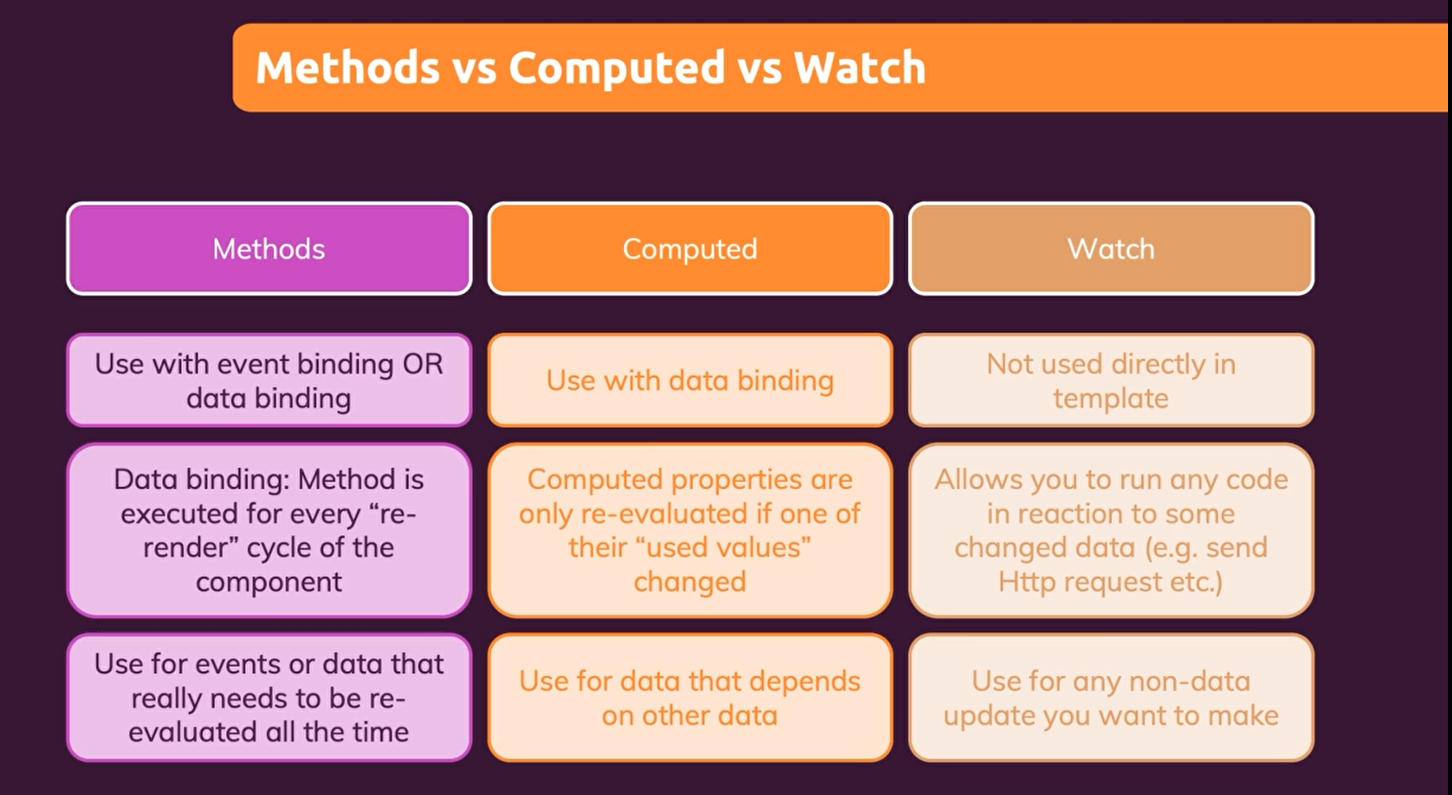 Methods vs Computed vs Watch
Methods
Computed
Watch
Use with event binding OR
data binding
Use with data binding
Not used directly in
template
Data binding: Method is
executed for every “re-
render” cycle of the
component
Computed properties are
only re-evaluated if one of
their “used values”
changed
Allows you to run any code
in reaction to some
changed data (e.g. send
Http request etc.)
Use for events or data that
really needs to be re-
evaluated all the time
Use for data that depends
on other data
Use for any non-data
update you want to make